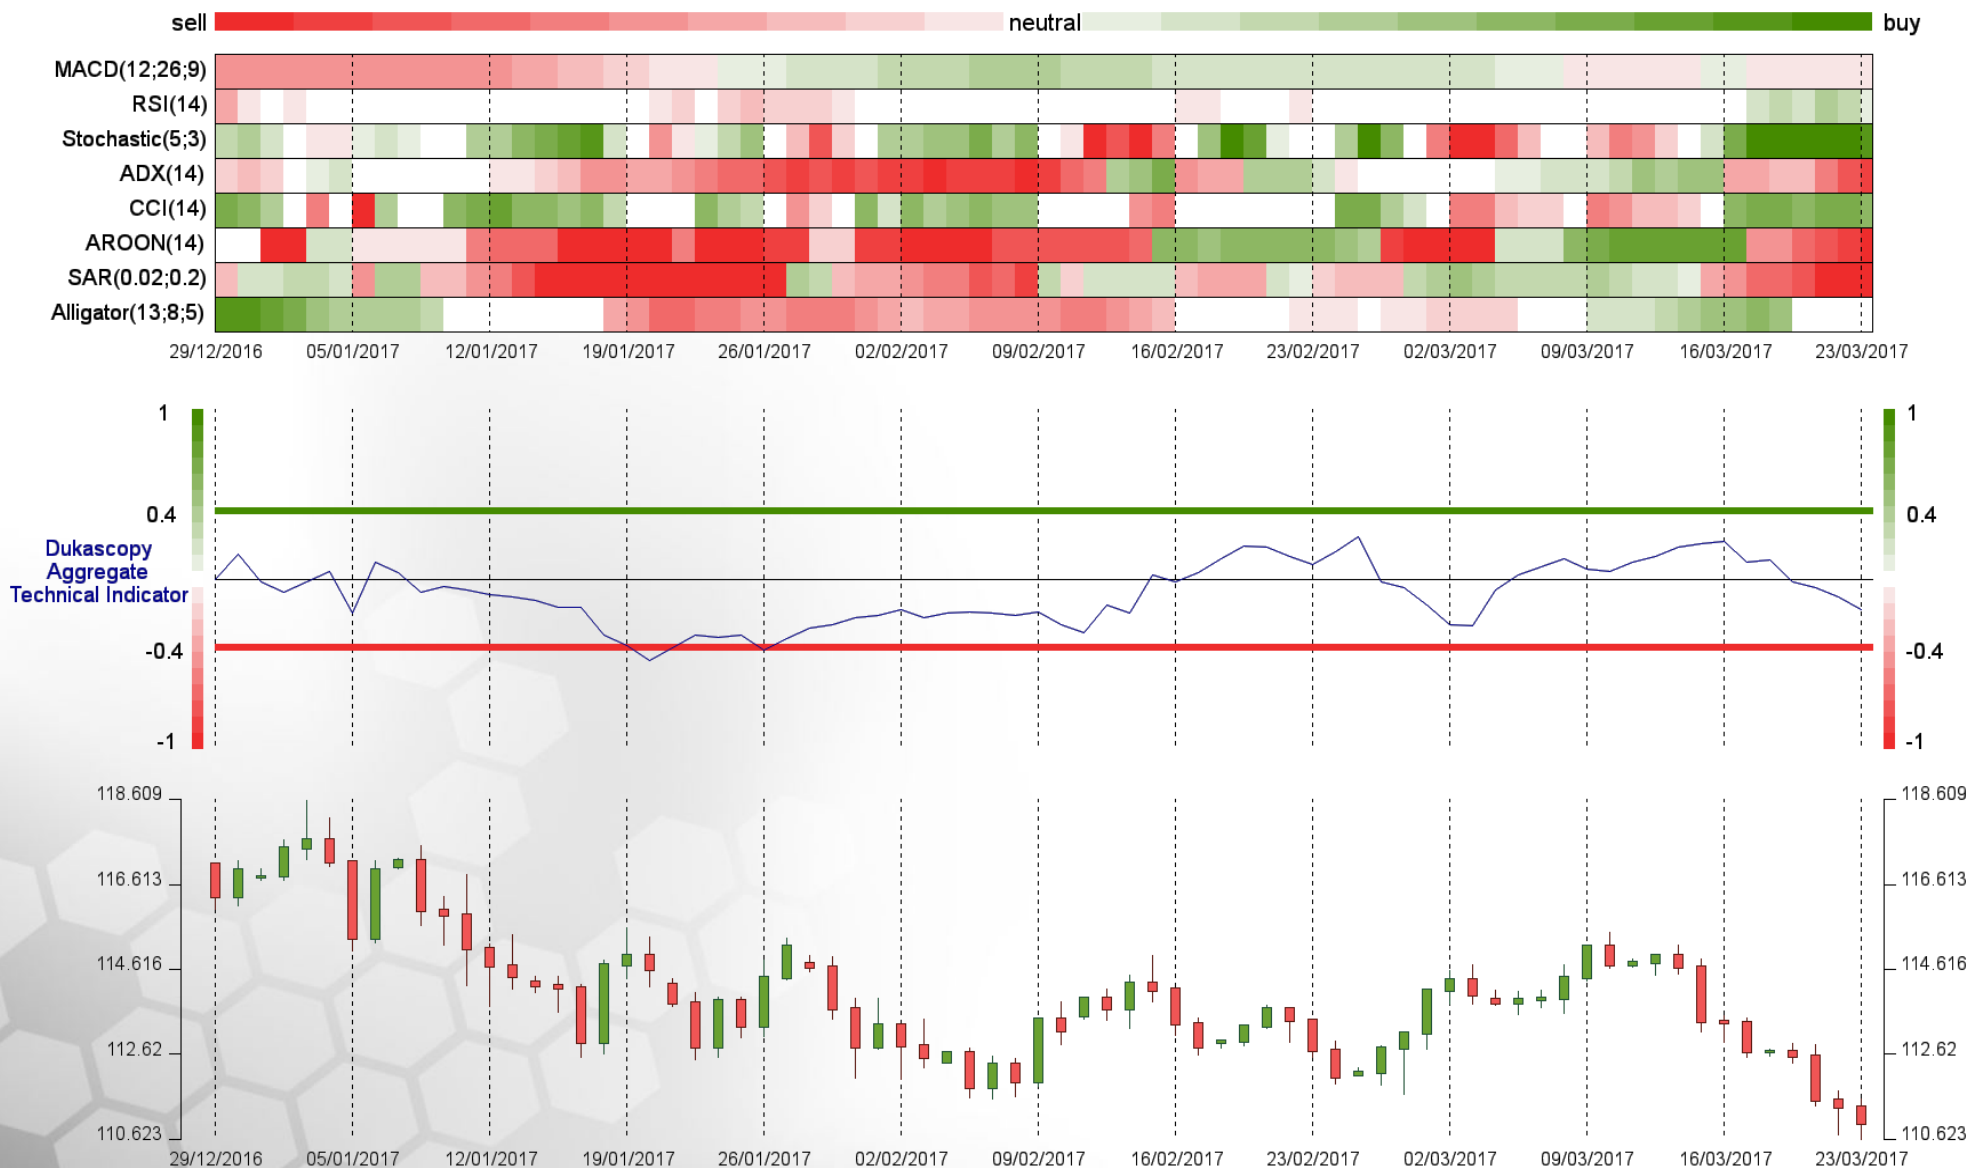 sell neutral buy
MACD(12;26;9)
RSI(14)
Stochastic(5;3)
ADX(14)
CCI(14)
AROON(14)
SAR(0.02;0.2)
Alligator(13;8;5)
29/12/2016 05/01/2017 12/01/2017 19/01/2017 26/01/2017 02/02/2017 09/02/2017 16/02/2017 23/02/2017 02/03/2017 09/03/2017 16/03/2017 23/03/2017
1 1
0.4 0.4
Dukascopy
Aggregate
Technical Indicator
-0.4 -0.4
-1 -1
118.609 118.609
116.613 116.613
114.616 114.616
112.62 112.62
110.623 110.623
29/12/2016 05/01/2017 12/01/2017 19/01/2017 26/01/2017 02/02/2017 09/02/2017 16/02/2017 23/02/2017 02/03/2017 09/03/2017 16/03/2017 23/03/2017